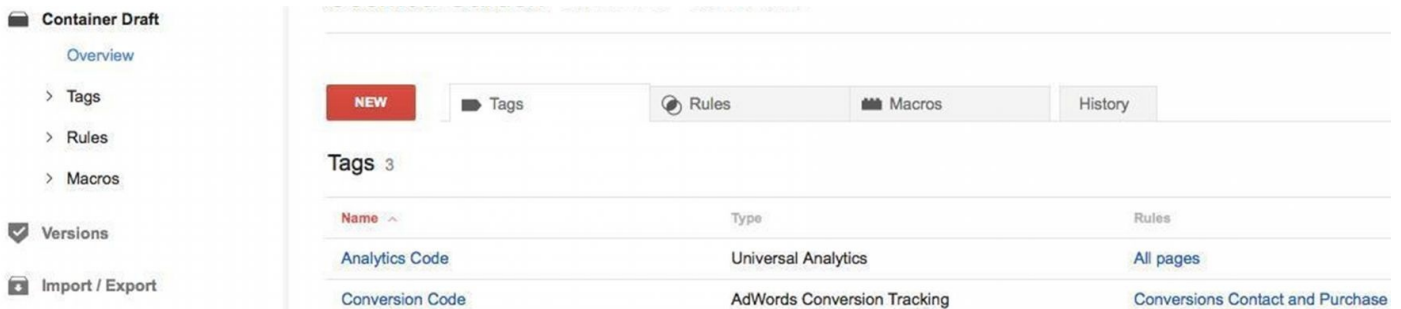 Container Draft
Overview
Tags
Rules
Macros
Versions
Import / Export
NEW
Tags
Rules
Macros
History
Tags 3
Name Type Rules
Analytics Code Universal Analytics All pages
Conversion Code AdWords Conversion Tracking Conversions Contact and Purchase